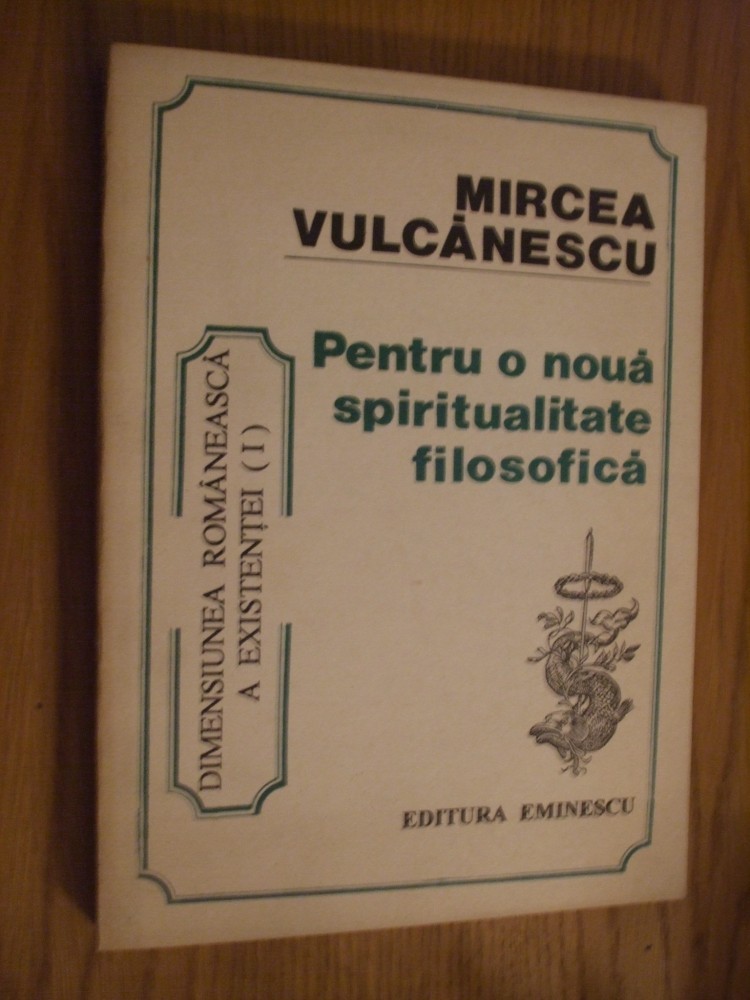 MIRCEA
VULCĂNESCU
Pentru o nouă
spiritualitate
filosofică
DIMENSIUNEA ROMÂNEASCĂ
A EXISTENȚEI (I)
EDITURA EMINESCU